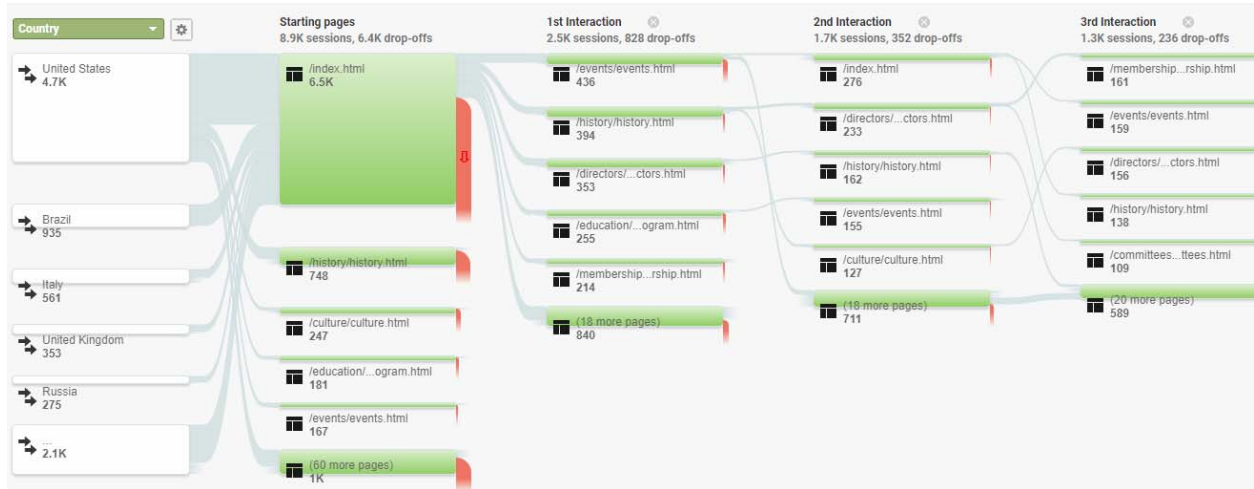 Country
United States
4.7K
Brazil
935
Italy
561
United Kingdom
353
Russia
275
...
2.1K
Starting pages
8.9K sessions, 6.4K drop-offs
/index.html
6.5K
/history/history.html
748
/culture/culture.html
247
/education/...ogram.html
181
/events/events.html
167
(60 more pages)
1K
1st Interaction
2.5K sessions, 828 drop-offs
/events/events.html
436
/history/history.html
394
/directors/...ctors.html
353
/education/...ogram.html
255
/membership...rship.html
214
(18 more pages)
840
2nd Interaction
1.7K sessions, 352 drop-offs
/index.html
276
/directors/...ctors.html
233
/history/history.html
162
/events/events.html
155
/culture/culture.html
127
(18 more pages)
711
3rd Interaction
1.3K sessions, 236 drop-offs
/membership...rship.html
161
/events/events.html
159
/directors/...ctors.html
156
/history/history.html
138
/committees...ttees.html
109
(20 more pages)
589